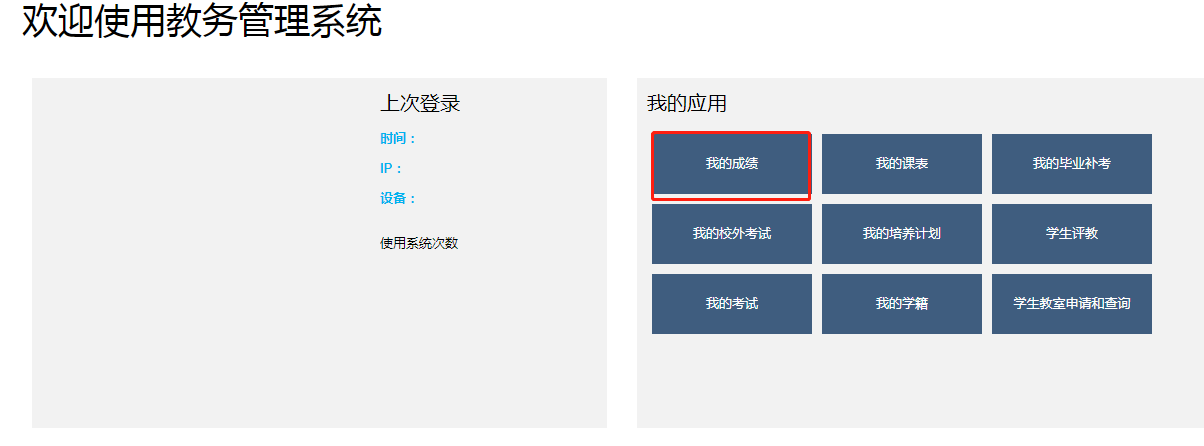 欢迎使用教务管理系统
上次登录
时间：
IP：
设备：
使用系统次数
我的应用
我的成绩
我的课表
我的毕业补考
我的校外考试
我的培养计划
学生评教
我的考试
我的学籍
学生教室申请和查询